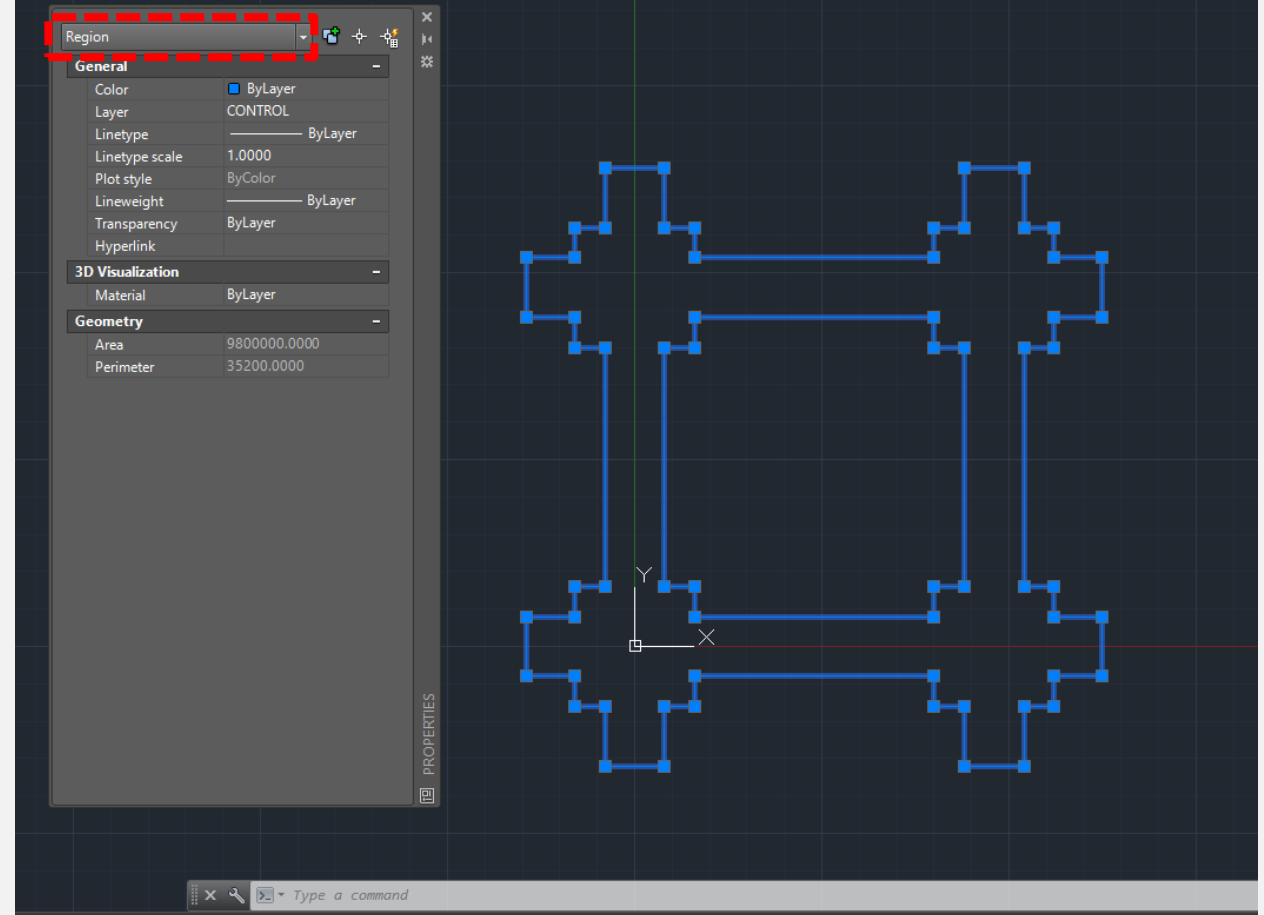 Region
General
Color ByLayer
Layer CONTROL
Linetype ByLayer
Linetype scale 1.0000
Plot style ByColor
Lineweight ByLayer
Transparency ByLayer
Hyperlink
3D Visualization
Material ByLayer
Geometry
Area 9800000.0000
Perimeter 35200.0000
PROPERTIES
Y
X
Type a command